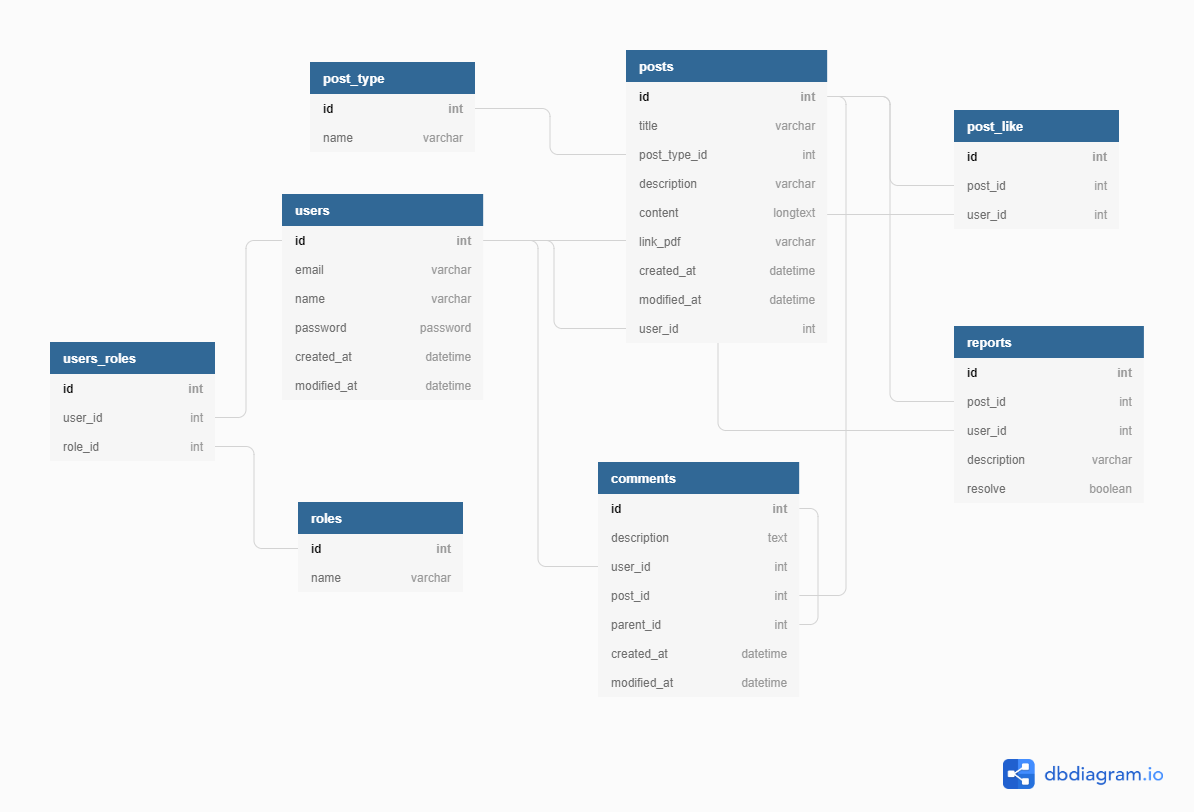 post_type
id int
name varchar
users
id int
email varchar
name varchar
password password
created_at datetime
modified_at datetime
users_roles
id int
user_id int
role_id int
roles
id int
name varchar
posts
id int
title varchar
post_type_id int
description varchar
content longtext
link_pdf varchar
created_at datetime
modified_at datetime
user_id int
comments
id int
description text
user_id int
post_id int
parent_id int
created_at datetime
modified_at datetime
post_like
id int
post_id int
user_id int
reports
id int
post_id int
user_id int
description varchar
resolve boolean
dbdiagram.io